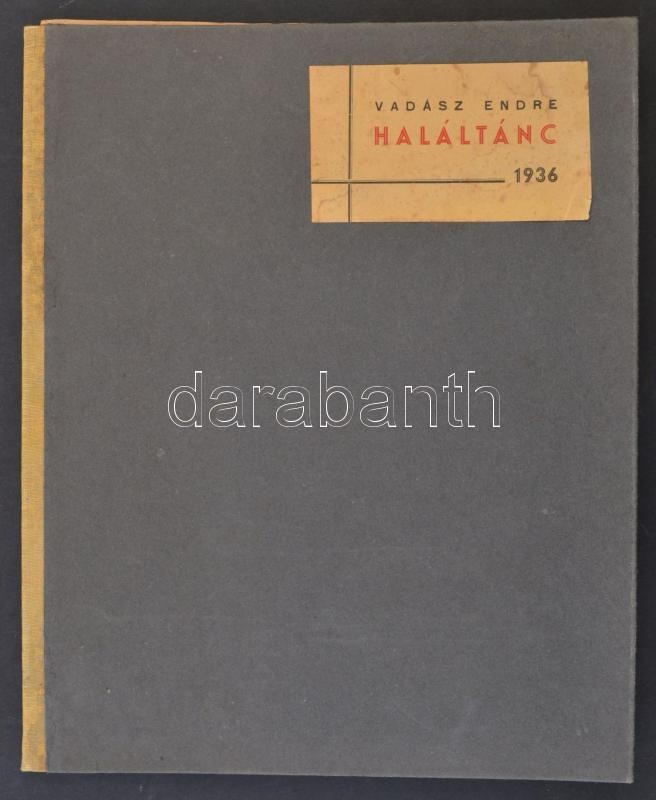 VADÁSZ ENDRE
HALÁLTÁNC
1936
darabanth